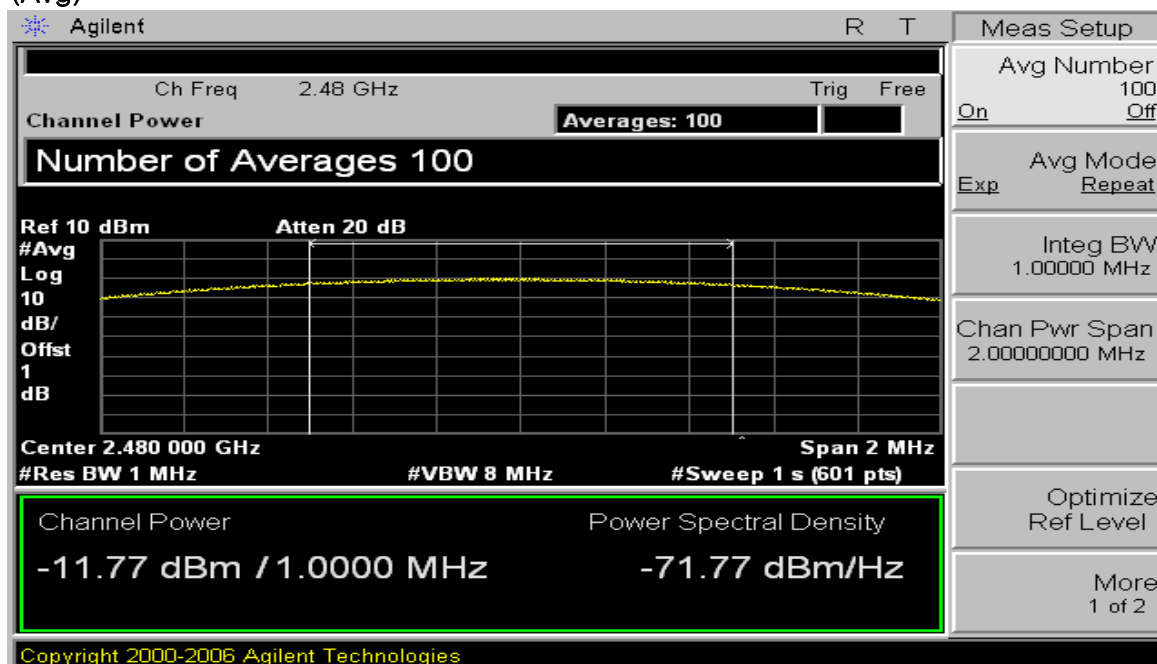 (Avg)
Agilent R T
Ch Freq 2.48 GHz Trig Free
Channel Power Averages: 100
Number of Averages 100
Ref 10 dBm Atten 20 dB
#Avg
Log
10
dB/
Offst
1
dB
Center 2.480 000 GHz Span 2 MHz
#Res BW 1 MHz #VBW 8 MHz #Sweep 1 s (601 pts)
Channel Power Power Spectral Density
-11.77 dBm / 1.0000 MHz -71.77 dBm/Hz
Copyright 2000-2006 Agilent Technologies
Meas Setup
Avg Number
100
On Off
Avg Mode
Exp Repeat
Integ BW
1.00000 MHz
Chan Pwr Span
2.00000000 MHz
Optimize
Ref Level
More
1 of 2